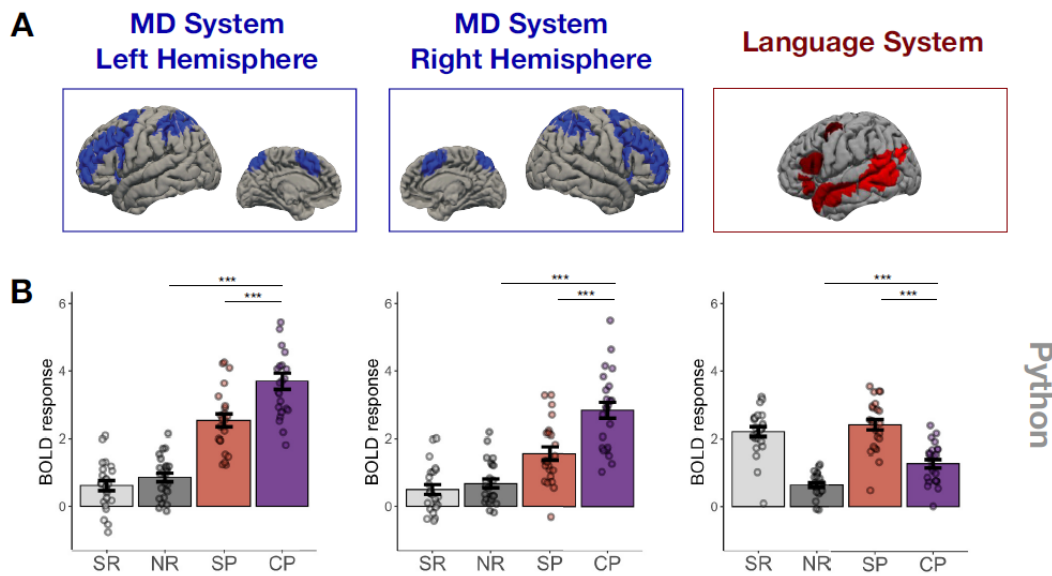 A
MD System
Left Hemisphere
MD System
Right Hemisphere
Language System
B
BOLD response
6
4
2
0
***
***
SR NR SP CP
BOLD response
6
4
2
0
***
***
SR NR SP CP
BOLD response
6
4
2
0
***
***
SR NR SP CP
Python